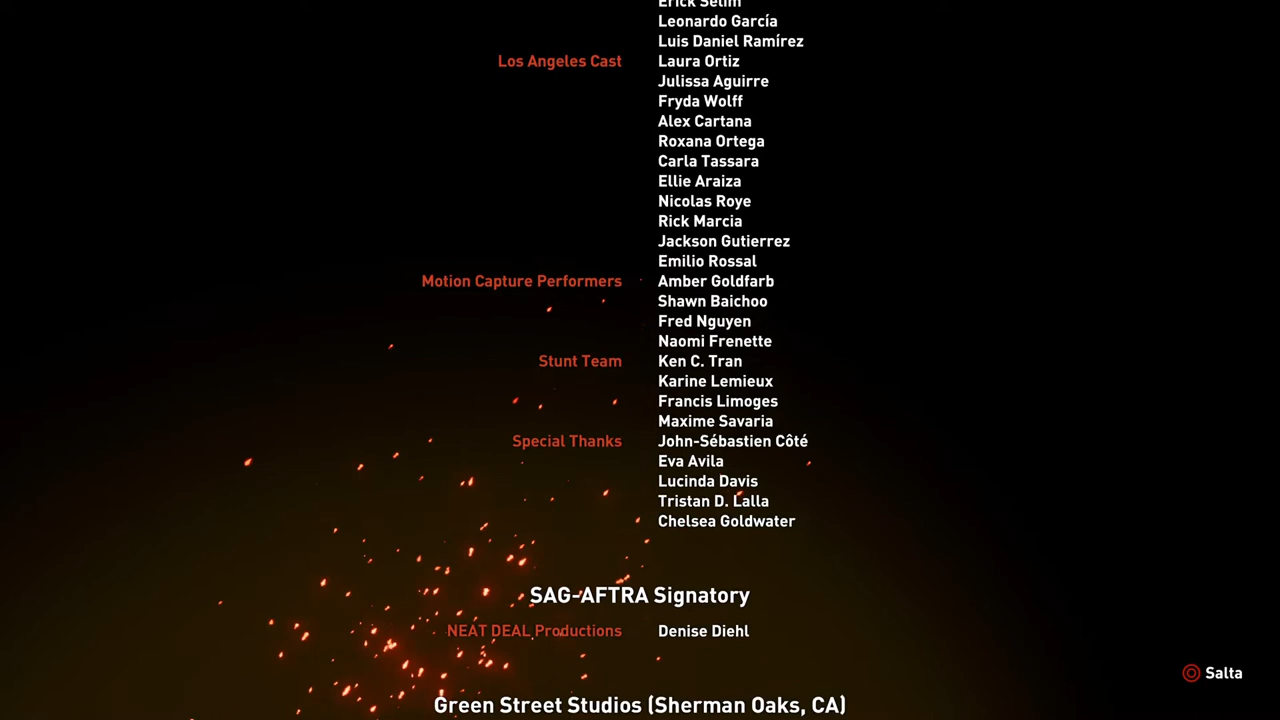 Erick Selim
Leonardo García
Luis Daniel Ramírez
Los Angeles Cast Laura Ortiz
Julissa Aguirre
Fryda Wolff
Alex Cartana
Roxana Ortega
Carla Tassara
Ellie Araiza
Nicolas Roye
Rick Marcia
Jackson Gutierrez
Emilio Rossal
Motion Capture Performers Amber Goldfarb
Shawn Baichoo
Fred Nguyen
Naomi Frenette
Stunt Team Ken C. Tran
Karine Lemieux
Francis Limoges
Maxime Savaria
Special Thanks John-Sébastien Côté
Eva Avila
Lucinda Davis
Tristan D. Lalla
Chelsea Goldwater
SAG-AFTRA Signatory
NEAT DEAL Productions Denise Diehl
Salta
Green Street Studios (Sherman Oaks, CA)